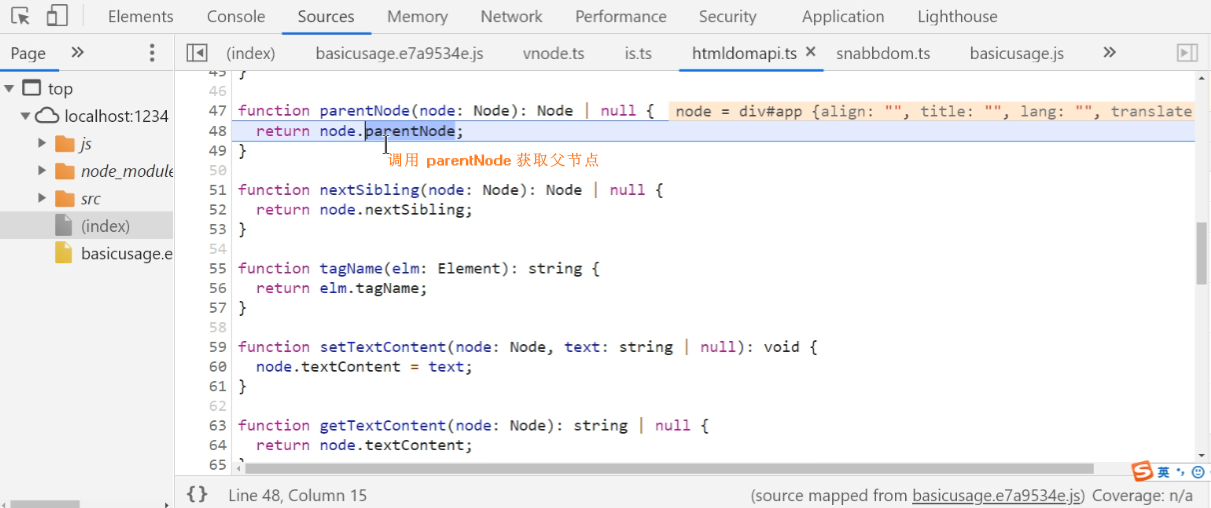 Elements Console Sources Memory Network Performance Security Application Lighthouse
Page (index) basicusage.e7a9534e.js vnode.ts is.ts htmldomapi.ts × snabbdom.ts basicusage.js
top
localhost:1234
js
node_module
src
(index)
basicusage.e
45 }
46
47 function parentNode(node: Node): Node | null { node = div#app {align: "", title: "", lang: "", translate
48 return node.parentNode;
49 }
调用 parentNode 获取父节点
50
51 function nextSibling(node: Node): Node | null {
52 return node.nextSibling;
53 }
54
55 function tagName(elm: Element): string {
56 return elm.tagName;
57 }
58
59 function setTextContent(node: Node, text: string | null): void {
60 node.textContent = text;
61 }
62
63 function getTextContent(node: Node): string | null {
64 return node.textContent;
65 }
英
{} Line 48, Column 15 (source mapped from basicusage.e7a9534e.js) Coverage: n/a